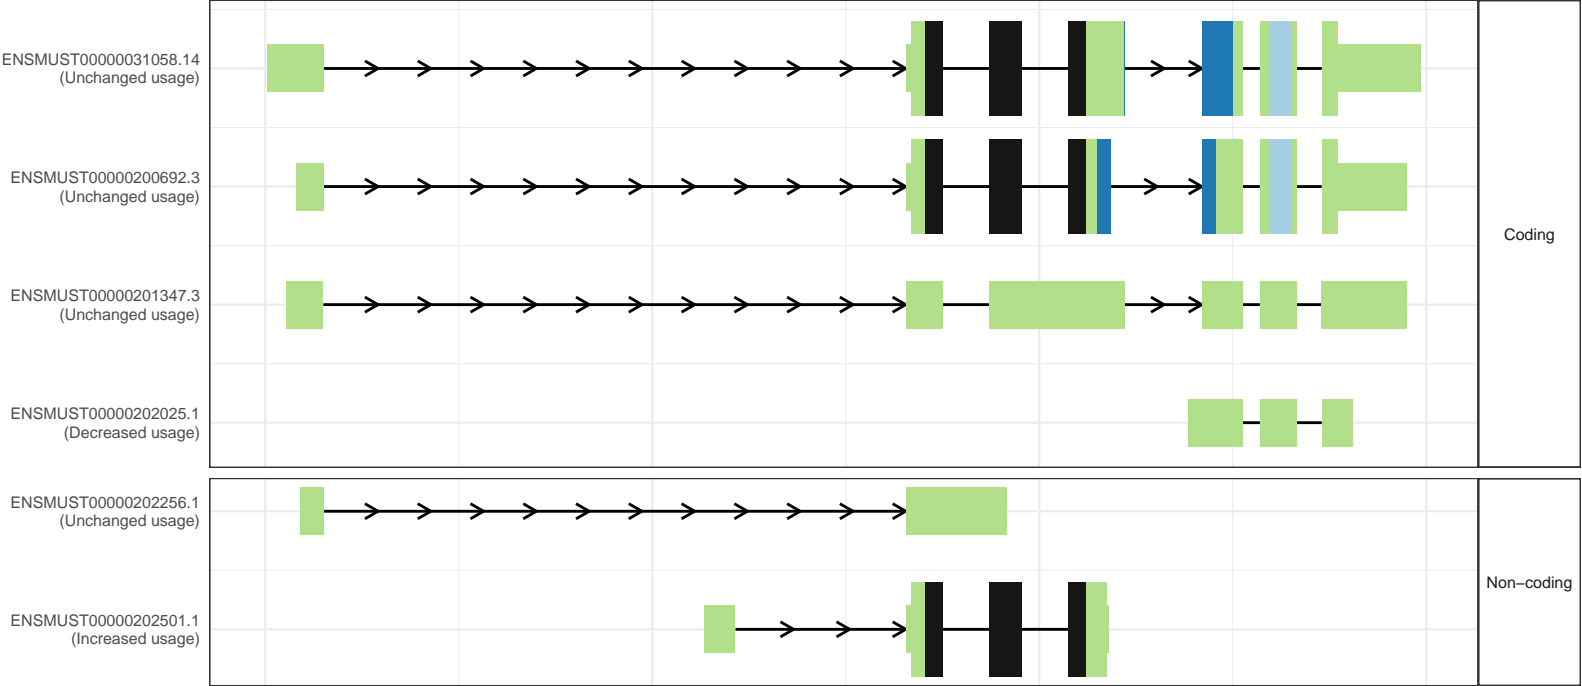 ENSMUST00000031058.14
(Unchanged usage)
ENSMUST00000200692.3
(Unchanged usage)
ENSMUST00000201347.3
(Unchanged usage)
ENSMUST00000202025.1
(Decreased usage)
Coding
ENSMUST00000202256.1
(Unchanged usage)
ENSMUST00000202501.1
(Increased usage)
Non−coding